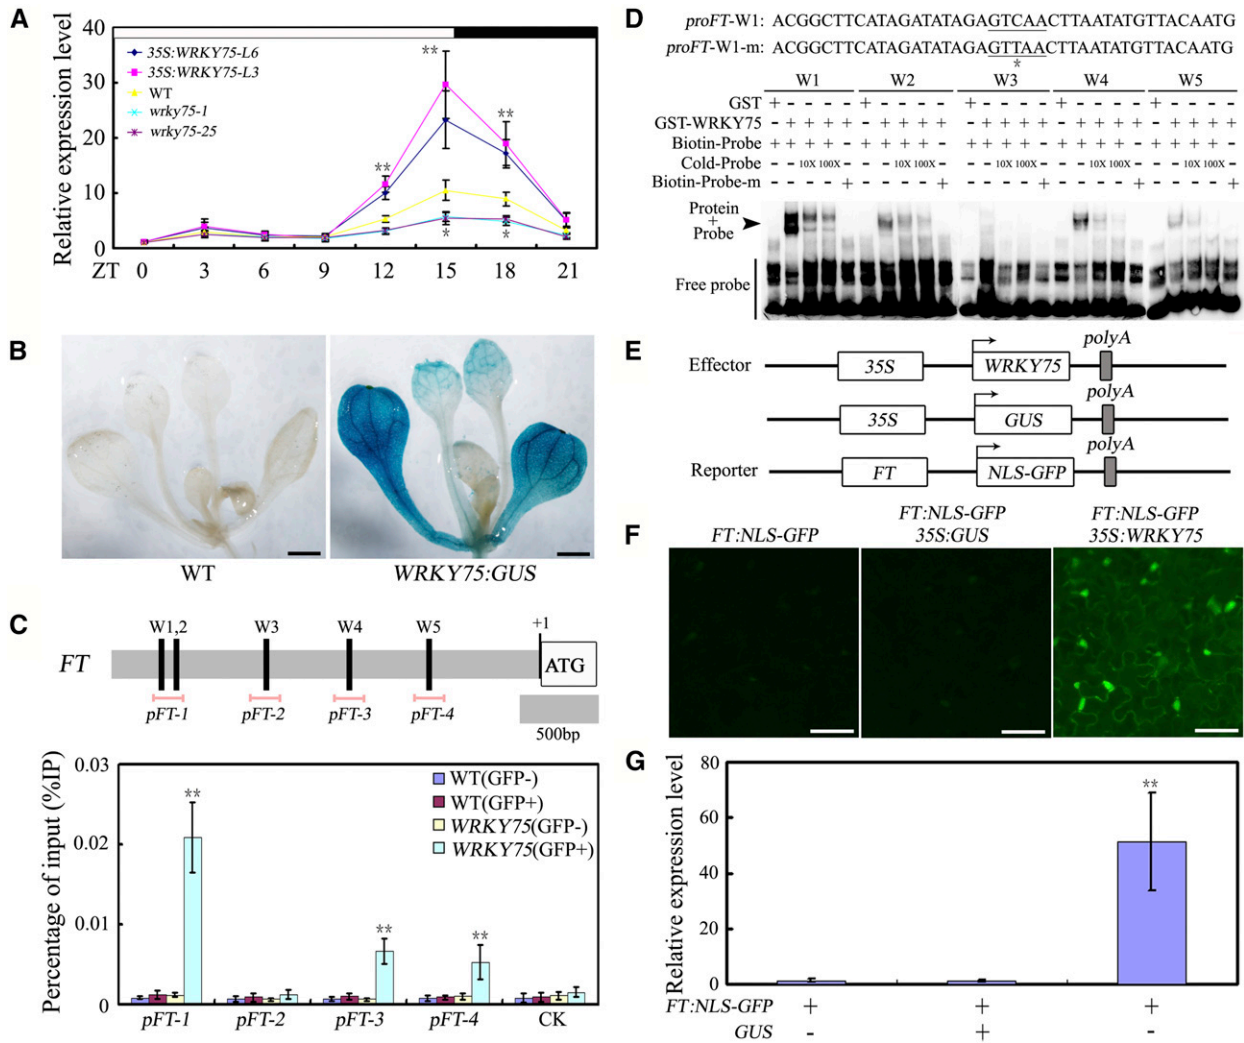 A
40
30
20
10
0
Relative expression level
35S:WRKY75-L6
35S:WRKY75-L3
WT
wrky75-1
wrky75-25
** ** ** * *
ZT 0 3 6 9 12 15 18 21
B
WT WRKY75:GUS
C
W1,2 W3 W4 W5 +1
FT ATG
pFT-1 pFT-2 pFT-3 pFT-4
500bp
Percentage of input (%IP)
0.03
0.02
0.01
0
WT(GFP-)
WT(GFP+)
WRKY75(GFP-)
WRKY75(GFP+)
** ** **
pFT-1 pFT-2 pFT-3 pFT-4 CK
D
proFT-W1: ACGGCTTCATAGATATAGAGTCAACTTAATATGTTACAATG
proFT-W1-m: ACGGCTTCATAGATATAGAGTTAACTTAATATGTTACAATG
*
W1 W2 W3 W4 W5
GST + - - - - + - - - - + - - - - + - - - - + - - - -
GST-WRKY75 - + + + + - + + + + - + + + + - + + + + - + + + +
Biotin-Probe + + + + - + + + + - + + + + - + + + + - + + + + -
Cold-Probe - - 10X 100X - - - 10X 100X - - - 10X 100X - - - 10X 100X - - - 10X 100X -
Biotin-Probe-m - - - - + - - - - + - - - - + - - - - + - - - - +
Protein
+
Probe
Free probe
E
Effector 35S WRKY75 polyA
35S GUS polyA
Reporter FT NLS-GFP polyA
F
FT:NLS-GFP
FT:NLS-GFP
35S:GUS
FT:NLS-GFP
35S:WRKY75
G
Relative expression level
80
60
40
20
0
**
FT:NLS-GFP + + +
GUS - + -